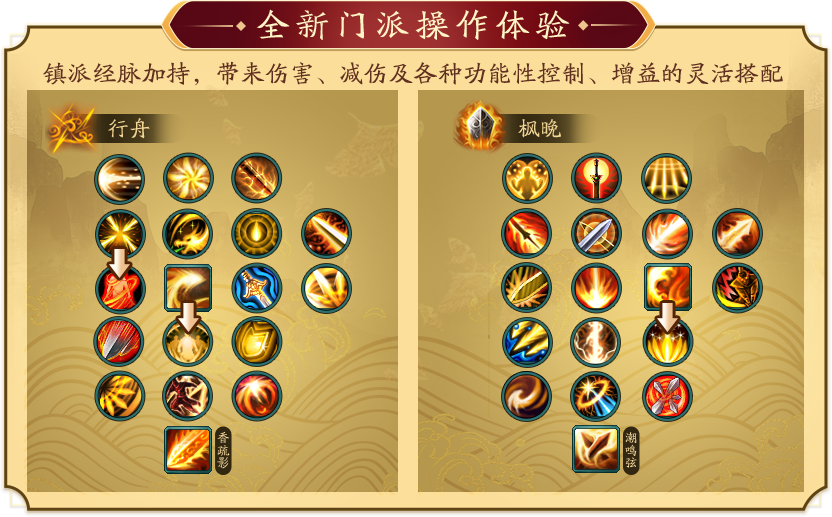 全新门派操作体验
镇派经脉加持，带来伤害、减伤及各种功能性控制、增益的灵活搭配
行舟
枫晚
香疏影
潮鸣弦